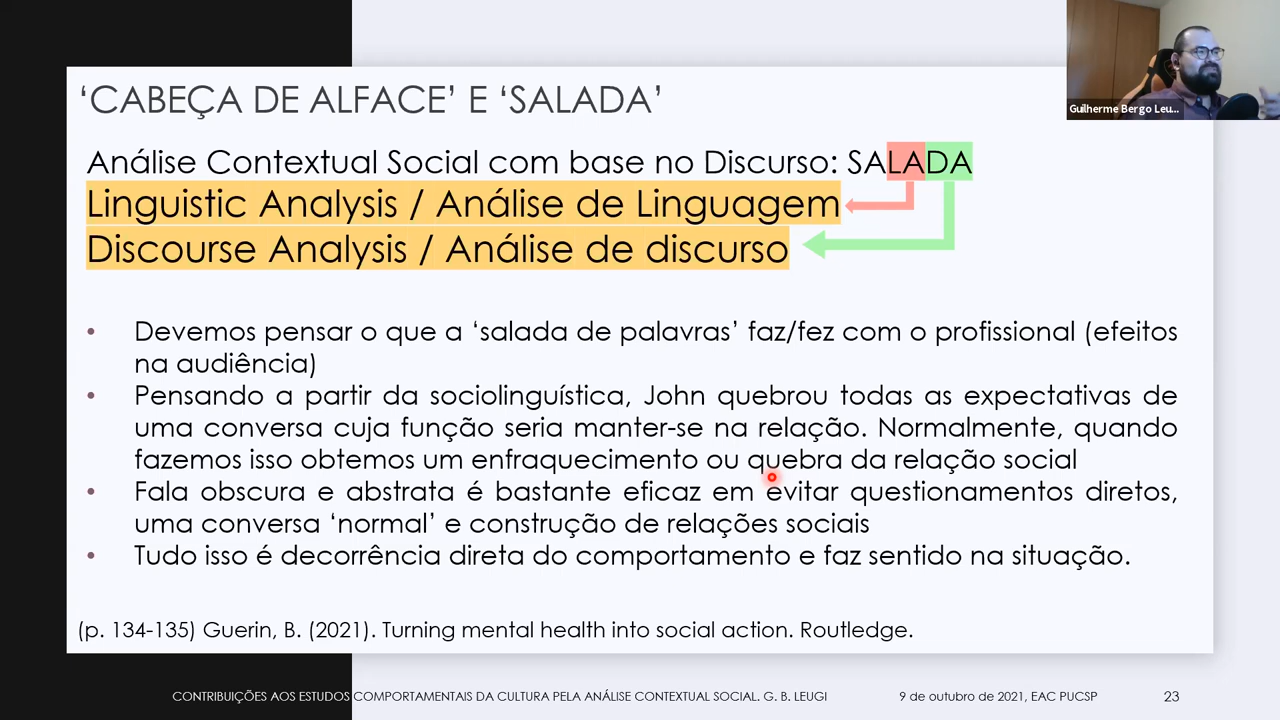 Guilherme Bergo Leu...
‘CABEÇA DE ALFACE’ E ‘SALADA’
Análise Contextual Social com base no Discurso: SALADA
Linguistic Analysis / Análise de Linguagem
Discourse Analysis / Análise de discurso
• Devemos pensar o que a ‘salada de palavras’ faz/fez com o profissional (efeitos
na audiência)
• Pensando a partir da sociolinguística, John quebrou todas as expectativas de
uma conversa cuja função seria manter-se na relação. Normalmente, quando
fazemos isso obtemos um enfraquecimento ou quebra da relação social
• Fala obscura e abstrata é bastante eficaz em evitar questionamentos diretos,
uma conversa ‘normal’ e construção de relações sociais
• Tudo isso é decorrência direta do comportamento e faz sentido na situação.
(p. 134-135) Guerin, B. (2021). Turning mental health into social action. Routledge.
CONTRIBUIÇÕES AOS ESTUDOS COMPORTAMENTAIS DA CULTURA PELA ANÁLISE CONTEXTUAL SOCIAL. G. B. LEUGI
9 de outubro de 2021, EAC PUCSP
23